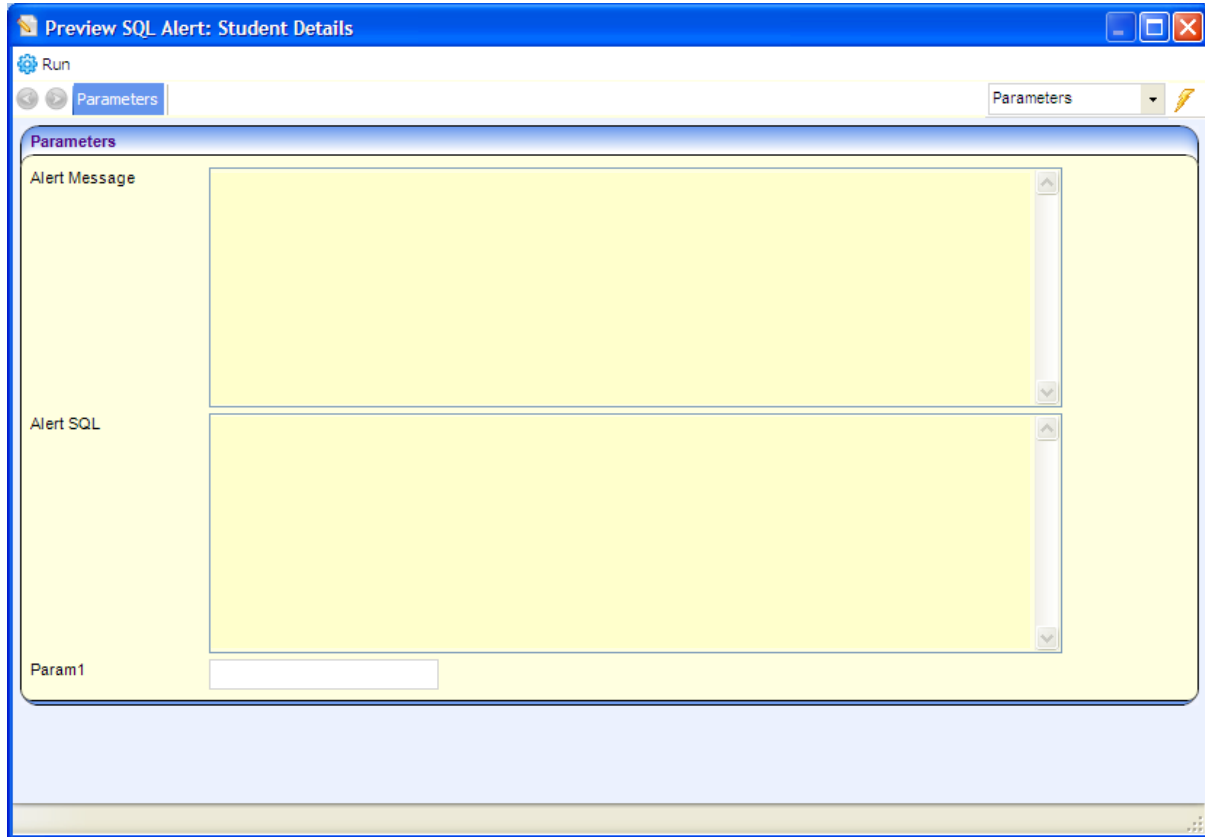 Preview SQL Alert: Student Details
Run
Parameters Parameters
Parameters
Alert Message
Alert SQL
Param1